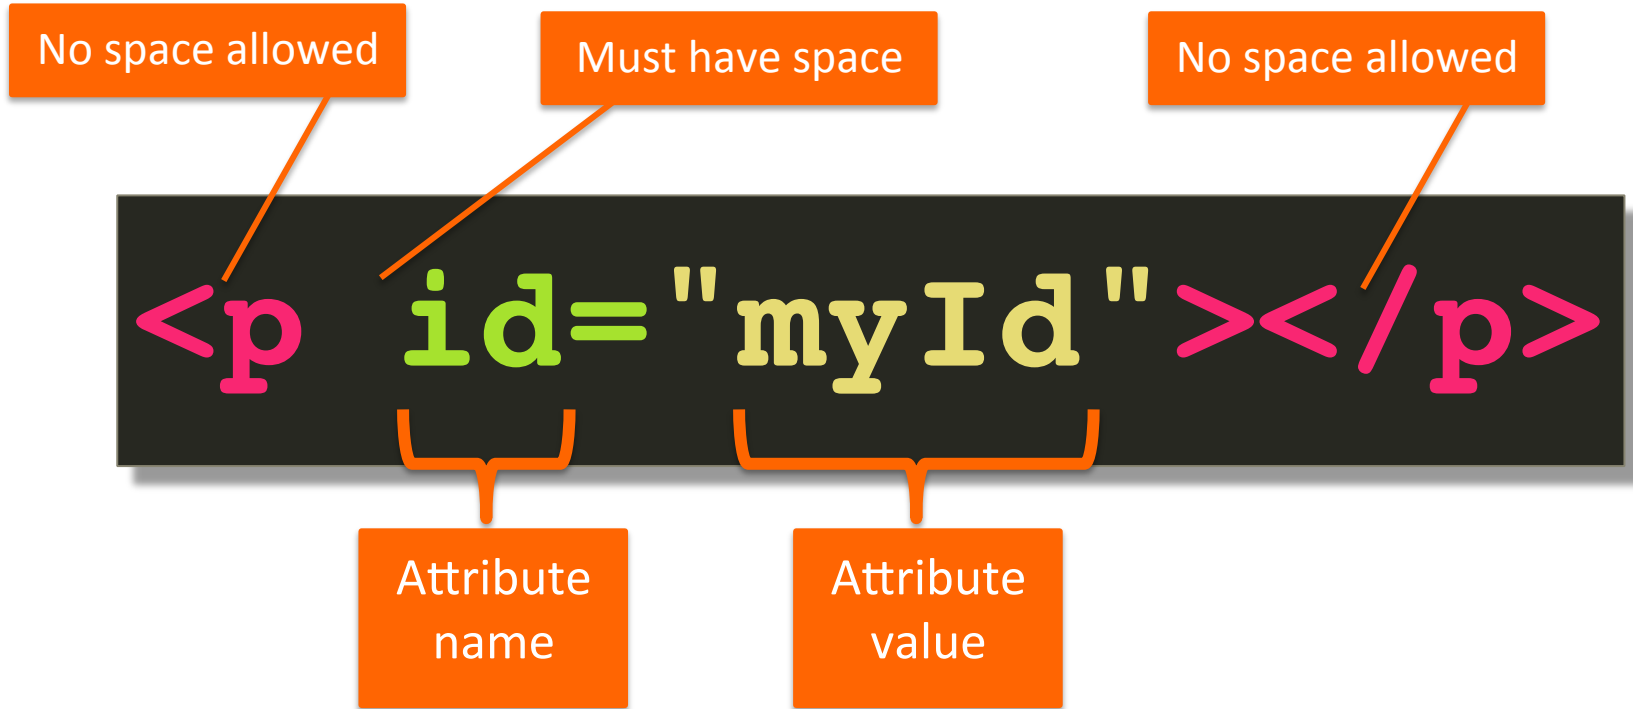 No space allowed
Must have space
No space allowed
<p id="myId"></p>
Attribute
name
Attribute
value